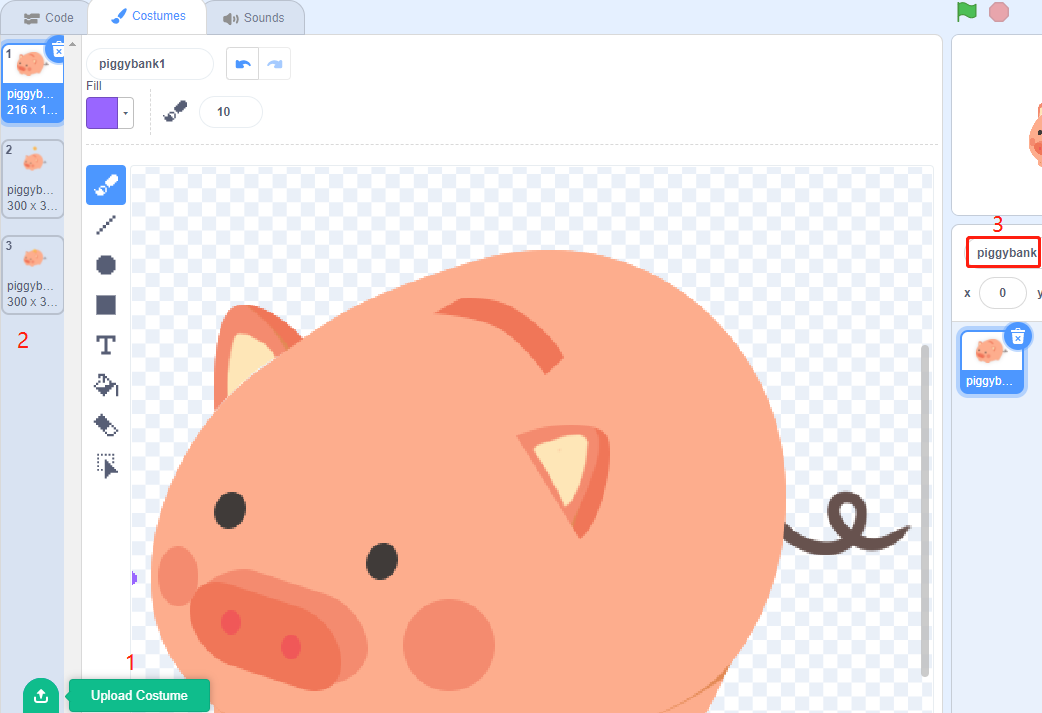 Code
Costumes
Sounds
1
piggyb...
216 x 1...
2
piggyb...
300 x 3...
3
piggyb...
300 x 3...
2
piggybank1
Fill
10
T
1
Upload Costume
3
piggybank
x
0
y
piggyb...